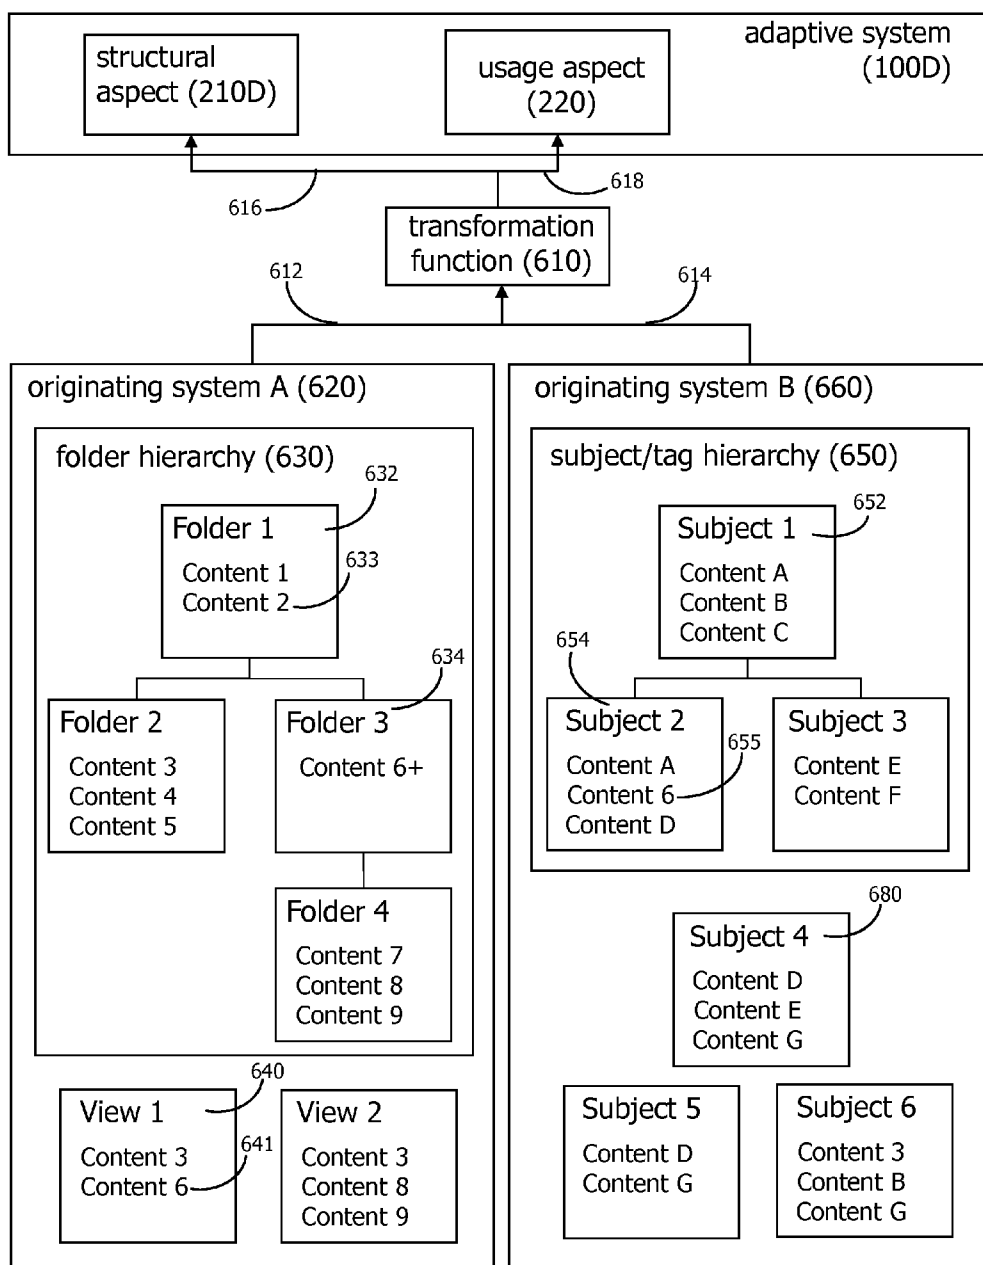 structural
aspect (210D)
usage aspect
(220)
adaptive system
(100D)
616
618
transformation
function (610)
612
614
originating system A (620)
folder hierarchy (630)
632
Folder 1
Content 1
633
Content 2
634
Folder 2
Content 3
Content 4
Content 5
Folder 3
Content 6+
Folder 4
Content 7
Content 8
Content 9
640
View 1
Content 3
641
Content 6
View 2
Content 3
Content 8
Content 9
originating system B (660)
subject/tag hierarchy (650)
652
Subject 1
Content A
Content B
Content C
654
Subject 2
655
Content A
Content 6
Content D
Subject 3
Content E
Content F
680
Subject 4
Content D
Content E
Content G
Subject 5
Content D
Content G
Subject 6
Content 3
Content B
Content G